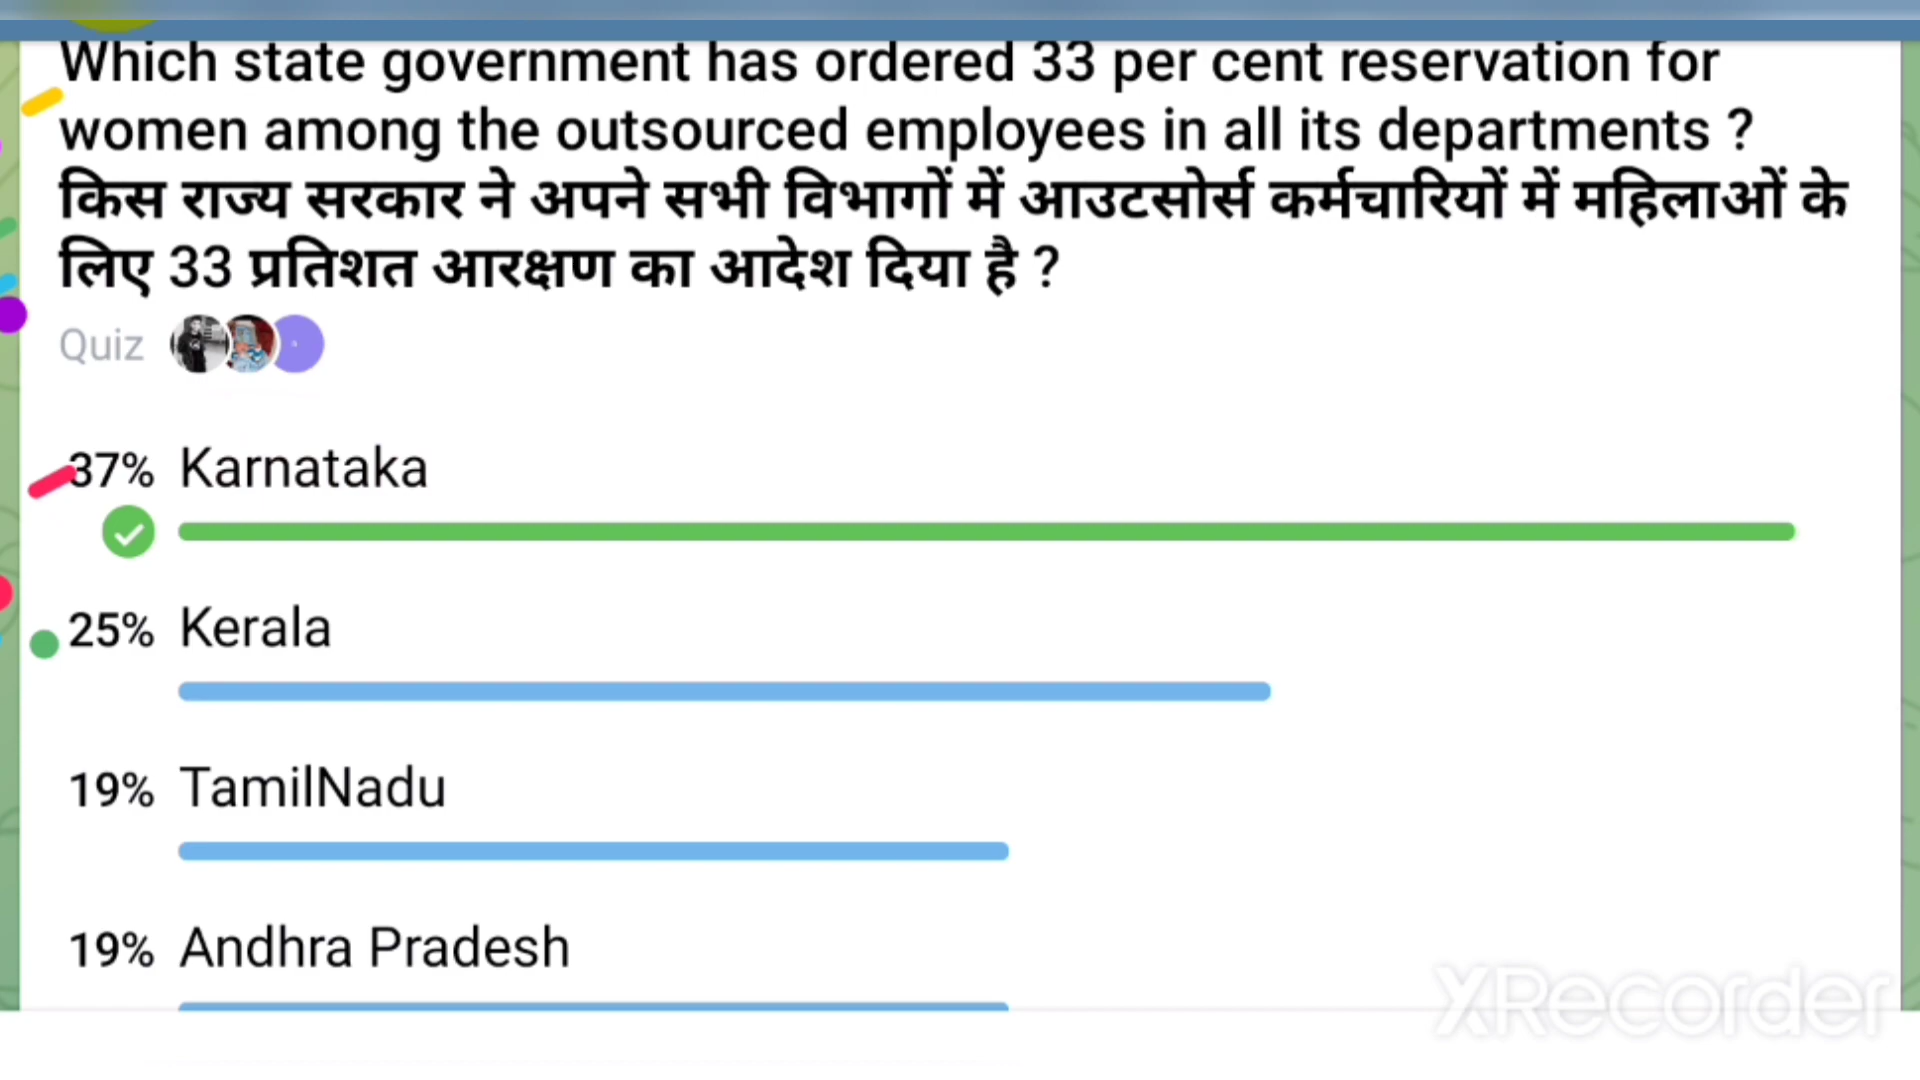 Which state government has ordered 33 per cent reservation for
women among the outsourced employees in all its departments ?
किस राज्य सरकार ने अपने सभी विभागों में आउटसोर्स कर्मचारियों में महिलाओं के
लिए 33 प्रतिशत आरक्षण का आदेश दिया है ?
Quiz
37% Karnataka
25% Kerala
19% TamilNadu
19% Andhra Pradesh
XRecorder